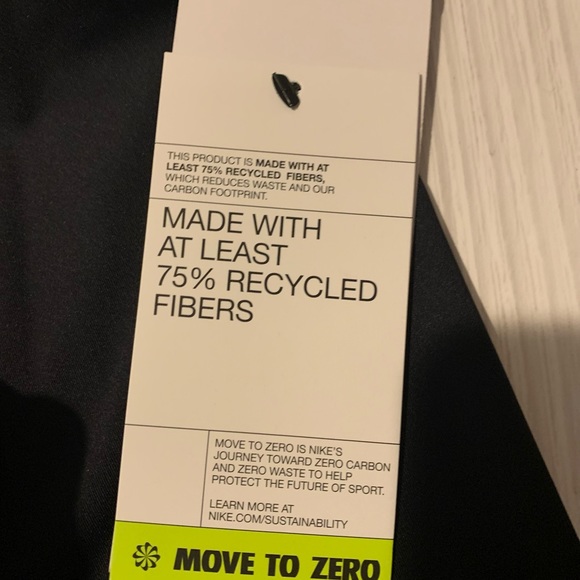 THIS PRODUCT IS MADE WITH AT
LEAST 75% RECYCLED FIBERS,
WHICH REDUCES WASTE AND OUR
CARBON FOOTPRINT.
MADE WITH
AT LEAST
75% RECYCLED
FIBERS
MOVE TO ZERO IS NIKE'S
JOURNEY TOWARD ZERO CARBON
AND ZERO WASTE TO HELP
PROTECT THE FUTURE OF SPORT.
LEARN MORE AT
NIKE.COM/SUSTAINABILITY
MOVE TO ZERO